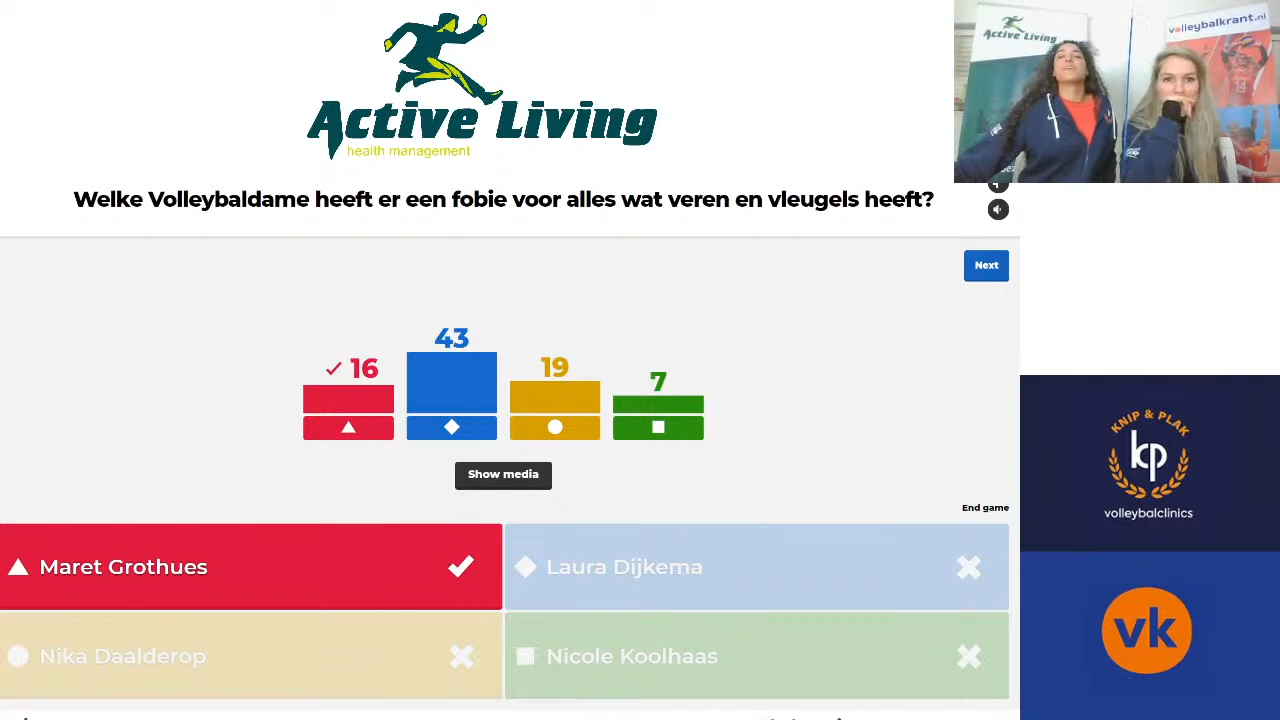 Active Living
health management
Active Living
volleybalkrant.nl
14
Welke Volleybaldame heeft er een fobie voor alles wat veren en vleugels heeft?
Next
16
43
19
7
Show media
End game
Maret Grothues
Laura Dijkema
Nika Daalderop
Nicole Koolhaas
KNIP & PLAK
kp
volleybalclinics
vk